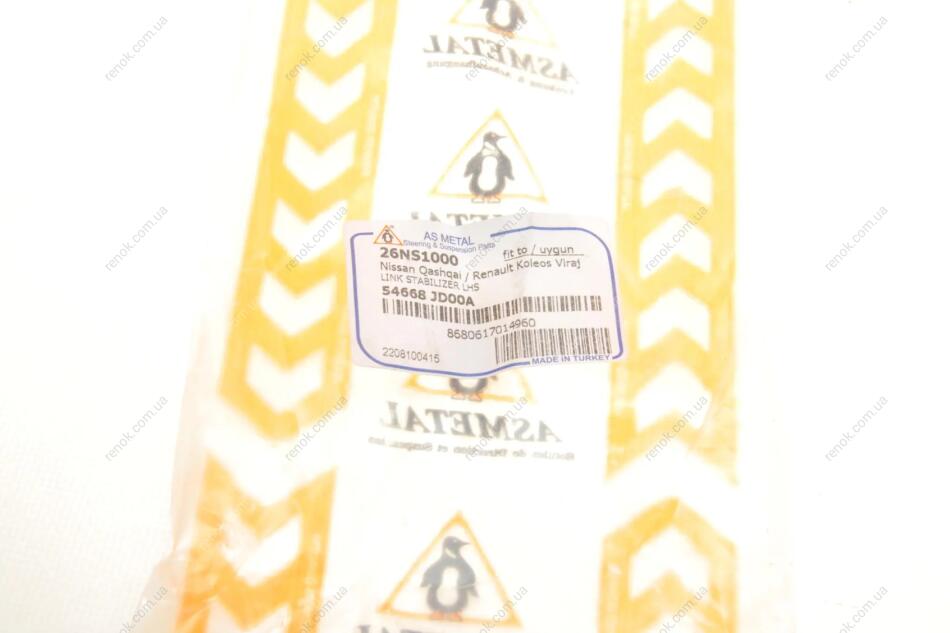 ASMETAL
AS METAL
Steering & Suspension Parts
26NS1000
fit to / uygun
Nissan Qashqai / Renault Koleos Viraj
LINK STABILIZER LHS
54668 JD00A
8680617014960
2208100415
MADE IN TURKEY
ASMETAL
renok.com.ua